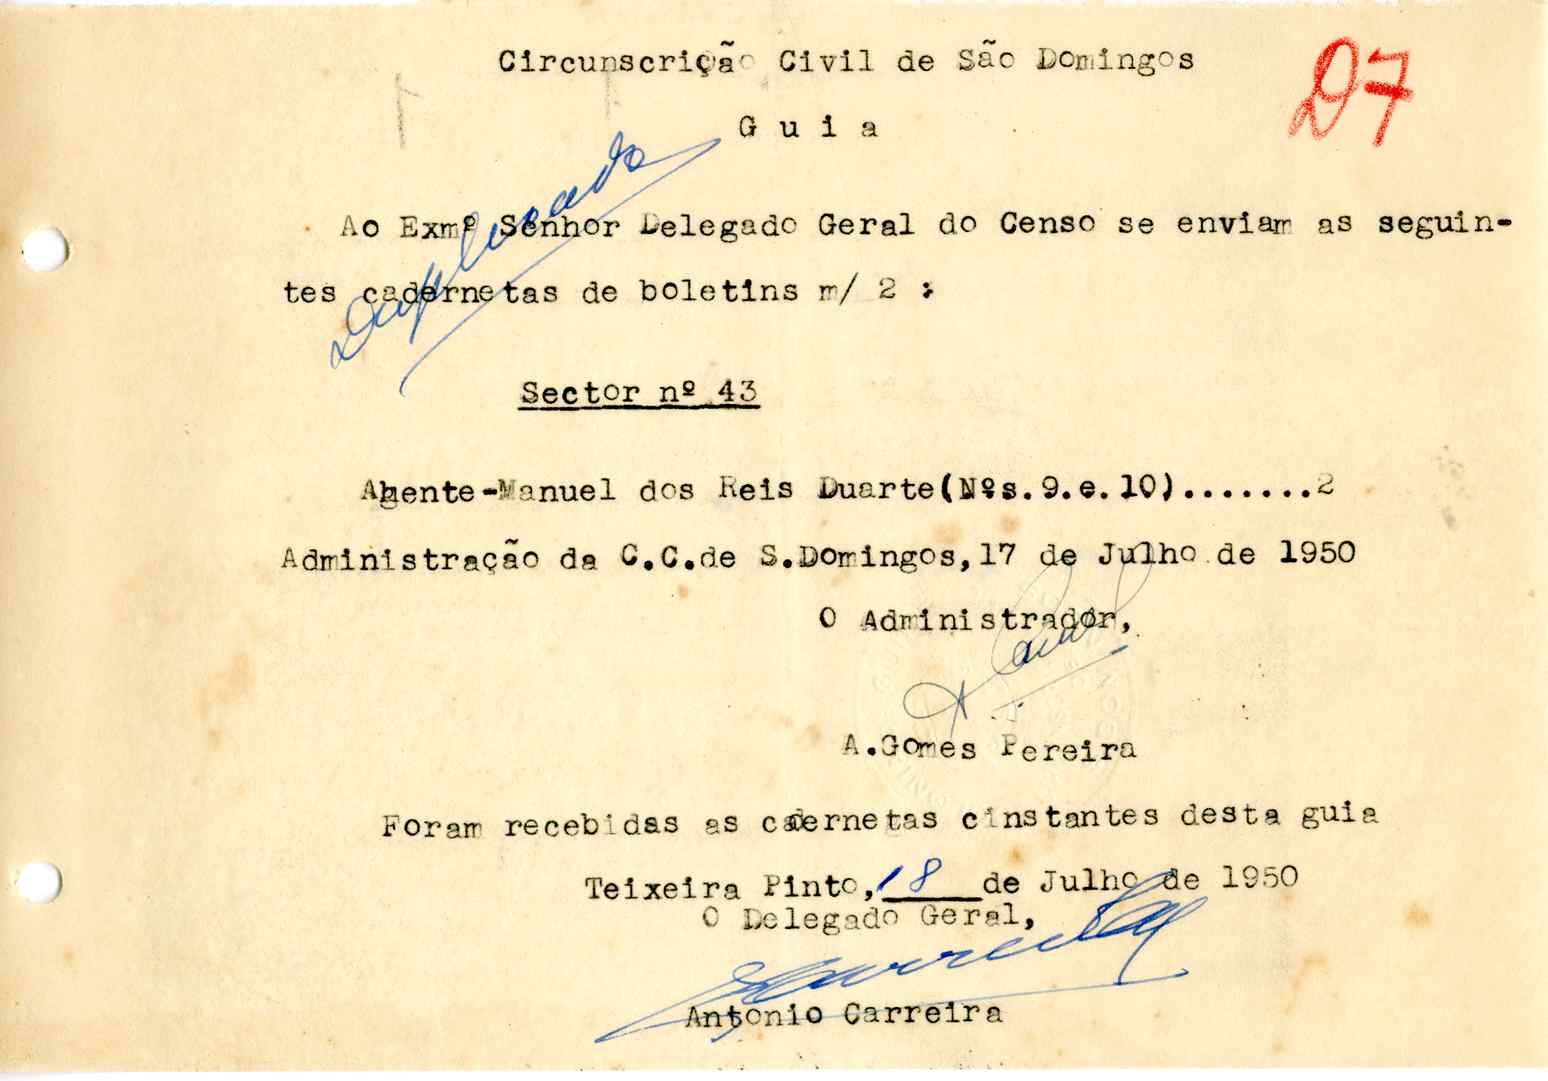 Circunscrição Civil de São Domingos
D7
G u i a
Duplicado
Ao Exmº Senhor Delegado Geral do Censo se enviam as seguin-
tes cadernetas de boletins m/ 2 :
Sector nº 43
Agente-Manuel dos Reis Duarte(Nºs.9.e.10).......2
Administração da C.C.de S.Domingos,17 de Julho de 1950
O Administrador,
A.Gomes Pereira
Foram recebidas as cadernetas cinstantes desta guia
Teixeira Pinto, 18 de Julho de 1950
O Delegado Geral,
Antonio Carreira